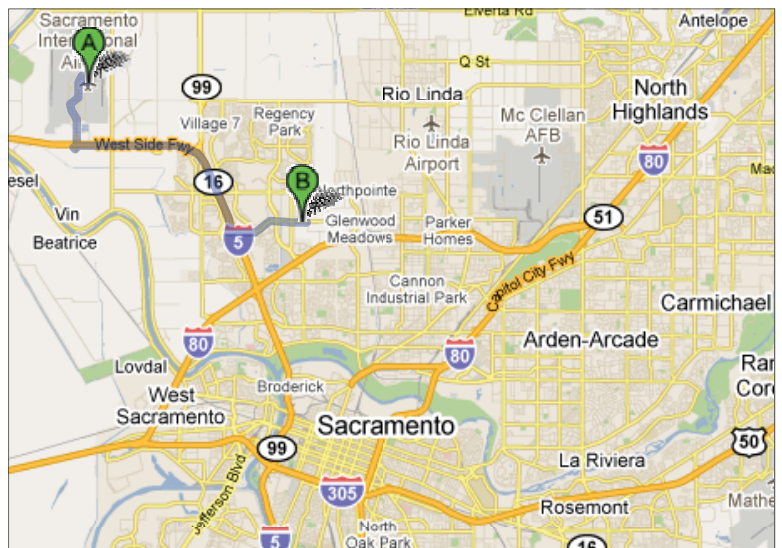 Sacramento
International
Airport
A
Elverta Rd
Antelope
99
Q St
Rio Linda
North
Highlands
Village 7
Regency
Park
Mc Clellan
AFB
Rio Linda
Airport
West Side Fwy
80
16
B
Northpointe
Vin
Beatrice
Glenwood
Meadows
Parker
Homes
51
5
Cannon
Industrial Park
Capitol City Fwy
Carmichael
80
80
Arden-Arcade
Lovdal
West
Sacramento
Broderick
Sacramento
99
50
La Riviera
Jefferson Blvd
305
Rosemont
North
Oak Park
5
16